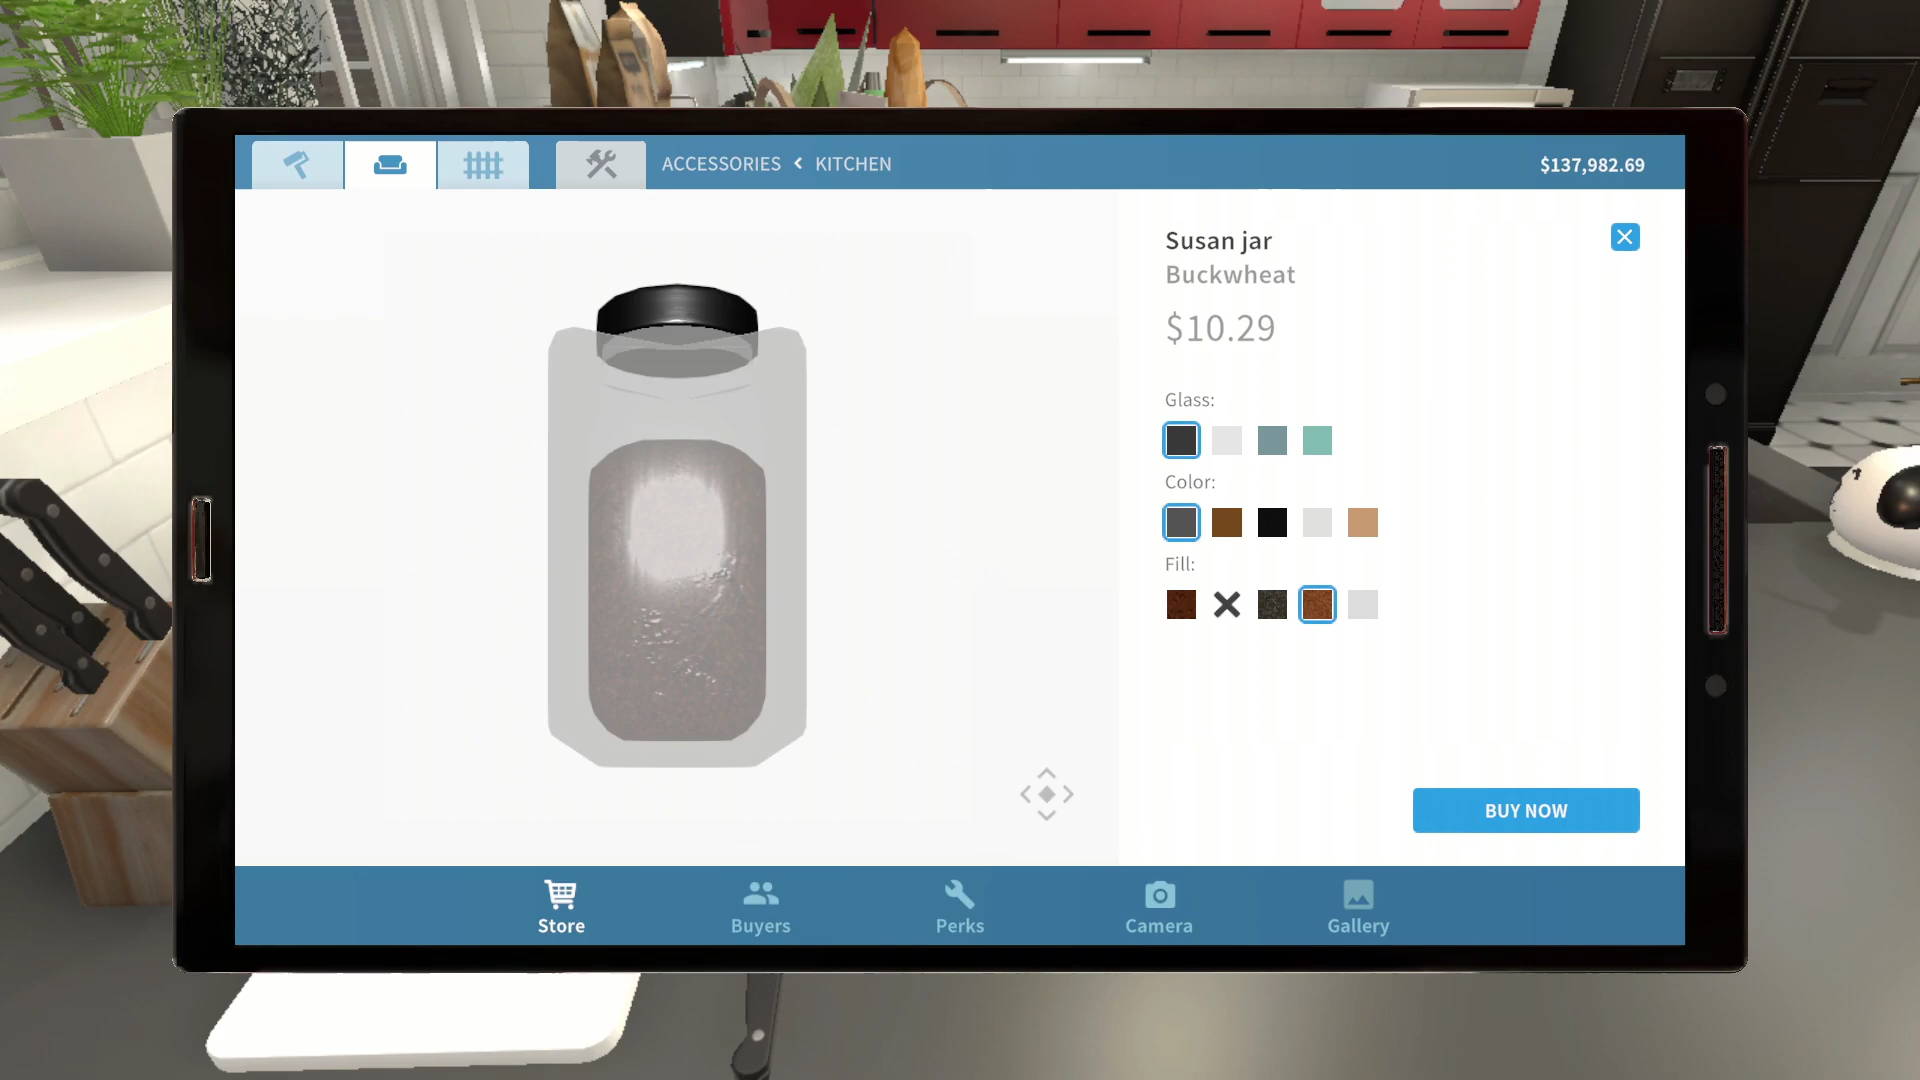 ACCESSORIES < KITCHEN
$137,982.69
Susan jar
Buckwheat
$10.29
Glass:
Color:
Fill:
BUY NOW
Store
Buyers
Perks
Camera
Gallery